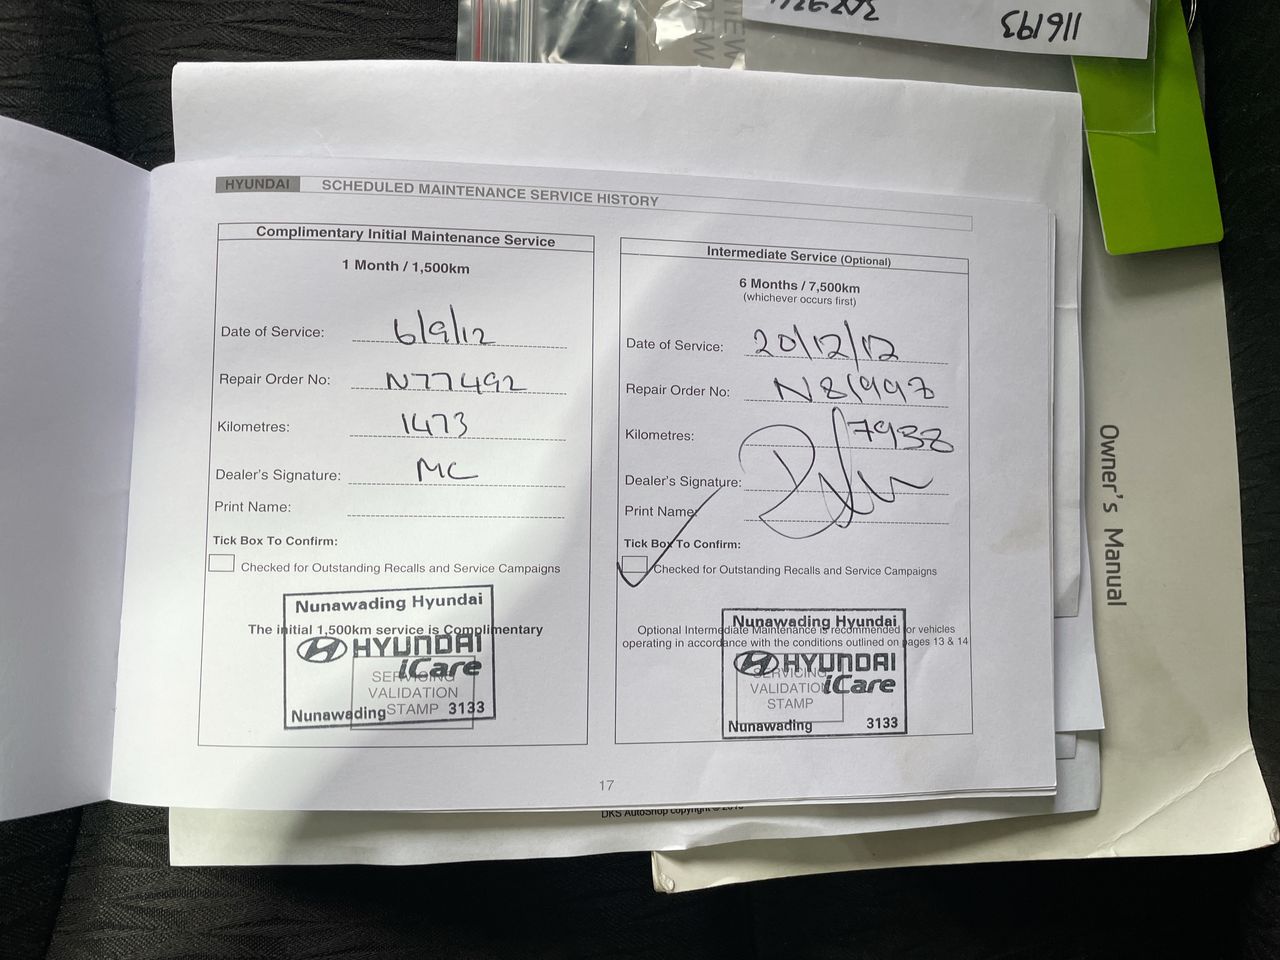 116193
HYUNDAI SCHEDULED MAINTENANCE SERVICE HISTORY
Complimentary Initial Maintenance Service
1 Month / 1,500km
Date of Service: 6/9/12
Repair Order No: N77492
Kilometres: 1473
Dealer's Signature: MC
Print Name:
Tick Box To Confirm:
Checked for Outstanding Recalls and Service Campaigns
Nunawading Hyundai
The initial 1,500km service is Complimentary
HYUNDAI
iCare
SERVICING
VALIDATION
STAMP
Nunawading 3133
Intermediate Service (Optional)
6 Months / 7,500km
(whichever occurs first)
Date of Service: 20/12/12
Repair Order No: N81998
Kilometres: 7938
Dealer's Signature:
Print Name:
Tick Box To Confirm:
Checked for Outstanding Recalls and Service Campaigns
Nunawading Hyundai
Optional Intermediate Maintenance is recommended for vehicles
operating in accordance with the conditions outlined on pages 13 & 14
HYUNDAI
iCare
SERVICING
VALIDATION
STAMP
Nunawading 3133
17
DKS AutoShop copyright ©
Owner's Manual